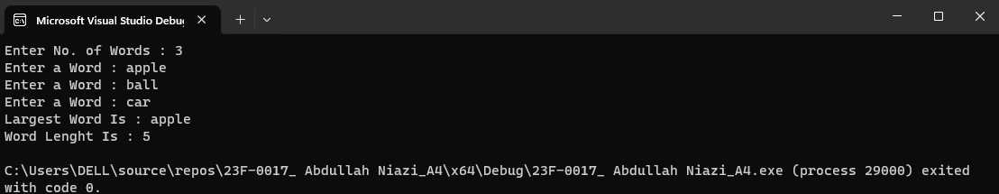 Microsoft Visual Studio Debug
Enter No. of Words : 3
Enter a Word : apple
Enter a Word : ball
Enter a Word : car
Largest Word Is : apple
Word Lenght Is : 5
C:\Users\DELL\source\repos\23F-0017_ Abdullah Niazi_A4\x64\Debug\23F-0017_ Abdullah Niazi_A4.exe (process 29000) exited
with code 0.